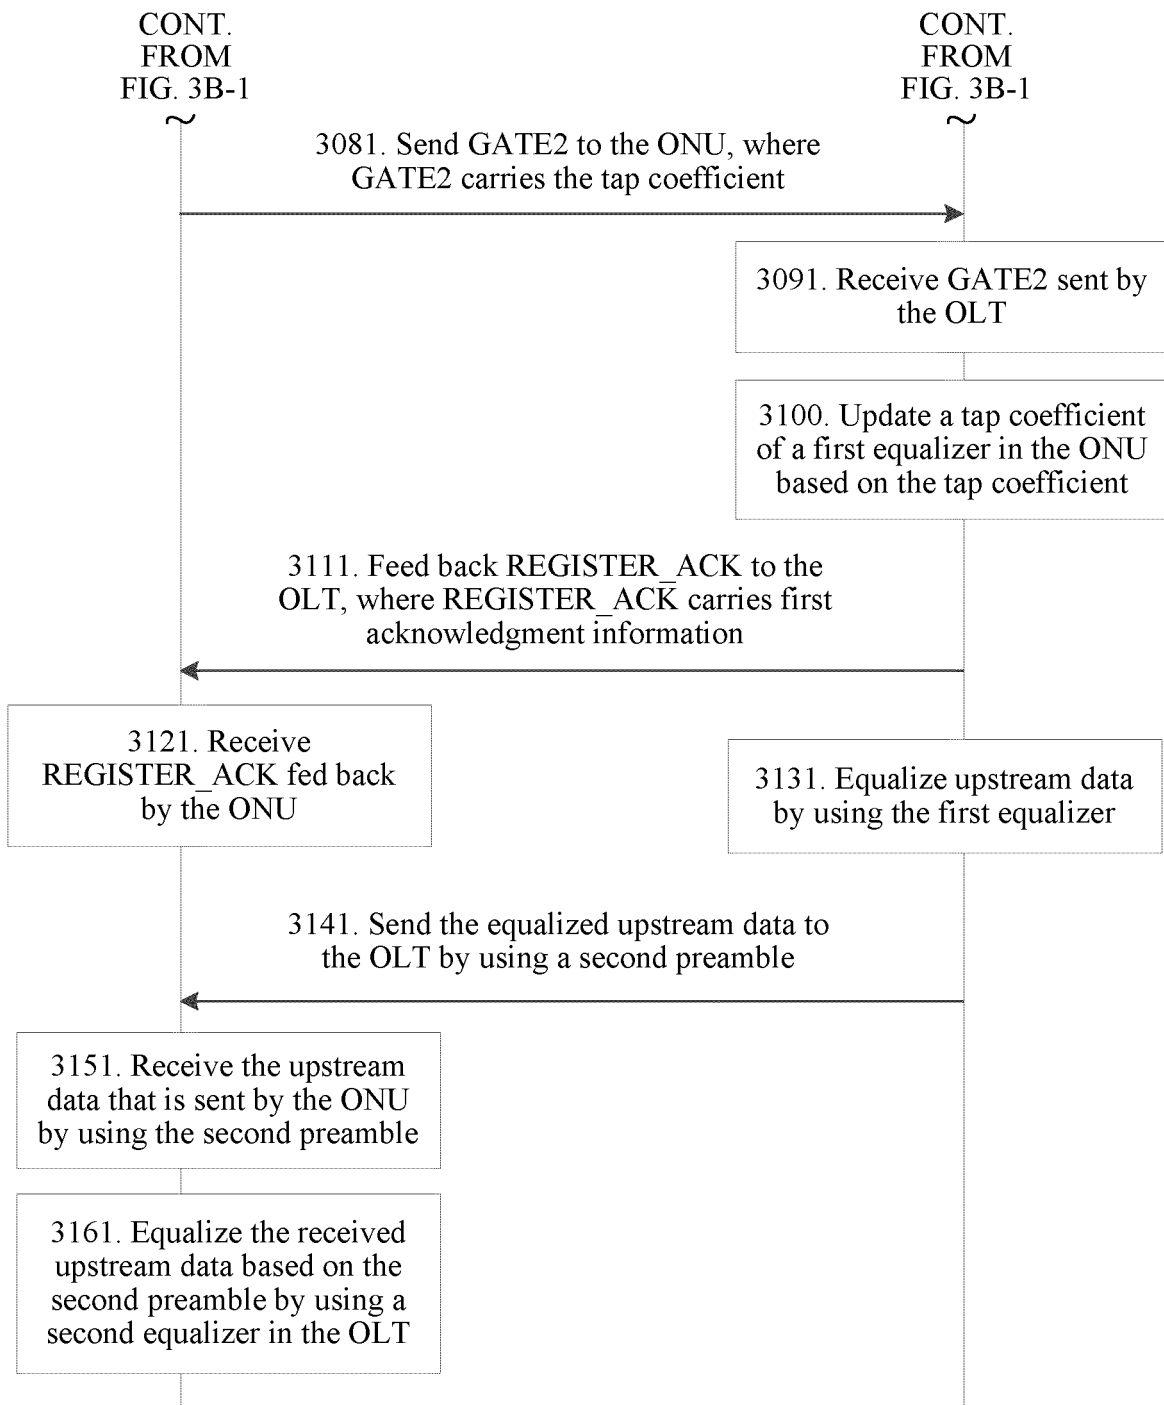 CONT.
FROM
FIG. 3B-1
CONT.
FROM
FIG. 3B-1
3081. Send GATE2 to the ONU, where
GATE2 carries the tap coefficient
3091. Receive GATE2 sent by
the OLT
3100. Update a tap coefficient
of a first equalizer in the ONU
based on the tap coefficient
3111. Feed back REGISTER_ACK to the
OLT, where REGISTER_ACK carries first
acknowledgment information
3121. Receive
REGISTER_ACK fed back
by the ONU
3131. Equalize upstream data
by using the first equalizer
3141. Send the equalized upstream data to
the OLT by using a second preamble
3151. Receive the upstream
data that is sent by the ONU
by using the second preamble
3161. Equalize the received
upstream data based on the
second preamble by using a
second equalizer in the OLT